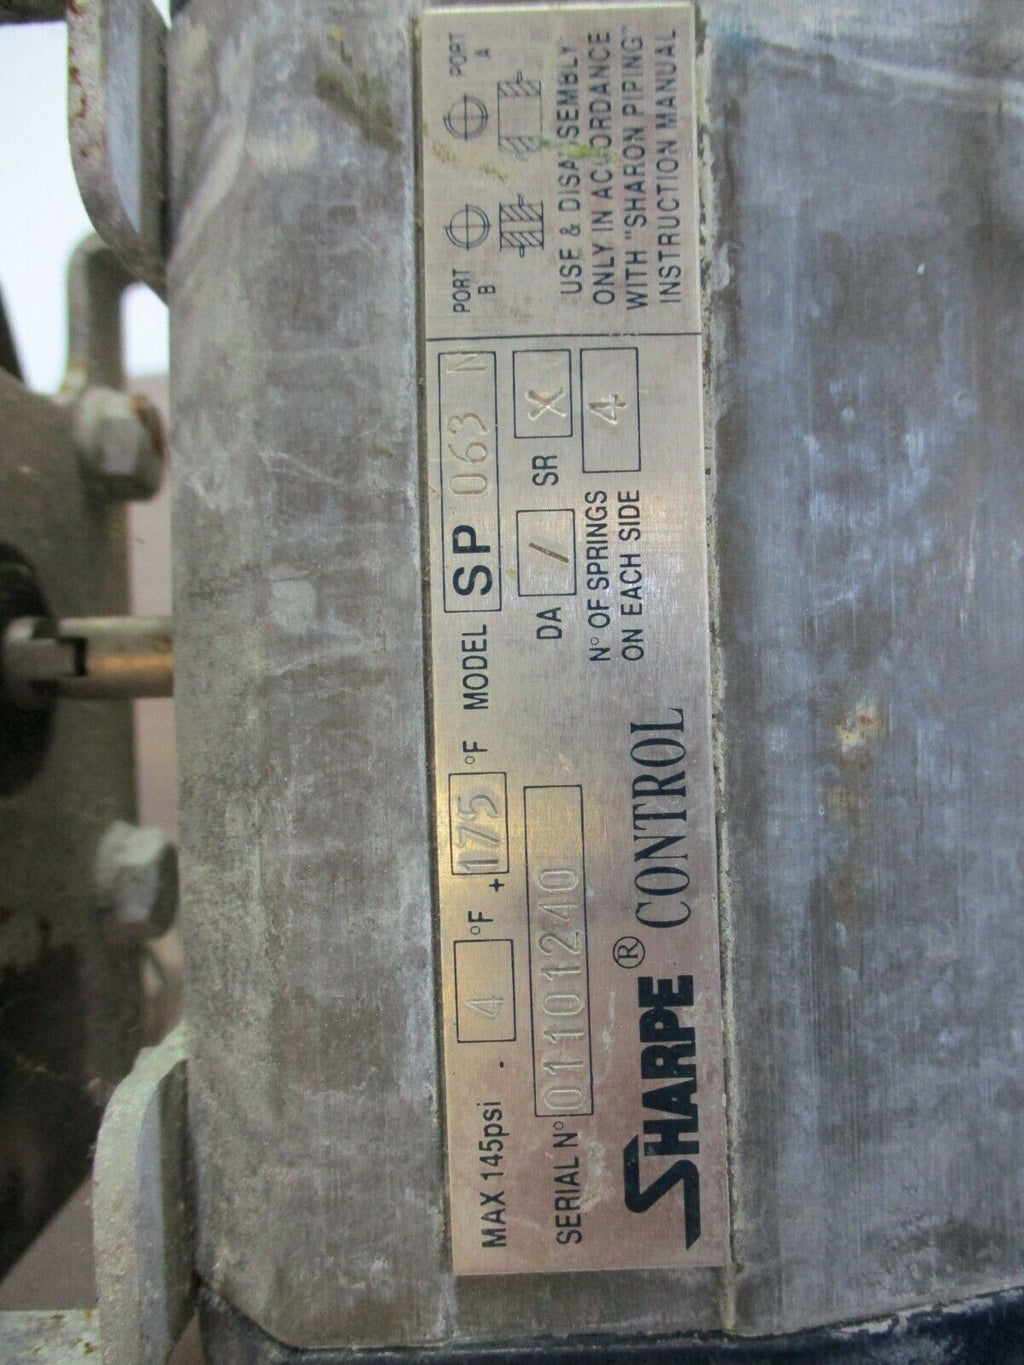 MAX 145psi - 4 °F +175 °F MODEL SP 063 N
SERIAL N° 01101240
DA / SR X
N° OF SPRINGS
ON EACH SIDE 4
SHARPE® CONTROL
PORT B
PORT A
USE & DISASSEMBLY
ONLY IN ACCORDANCE
WITH "SHARON PIPING"
INSTRUCTION MANUAL